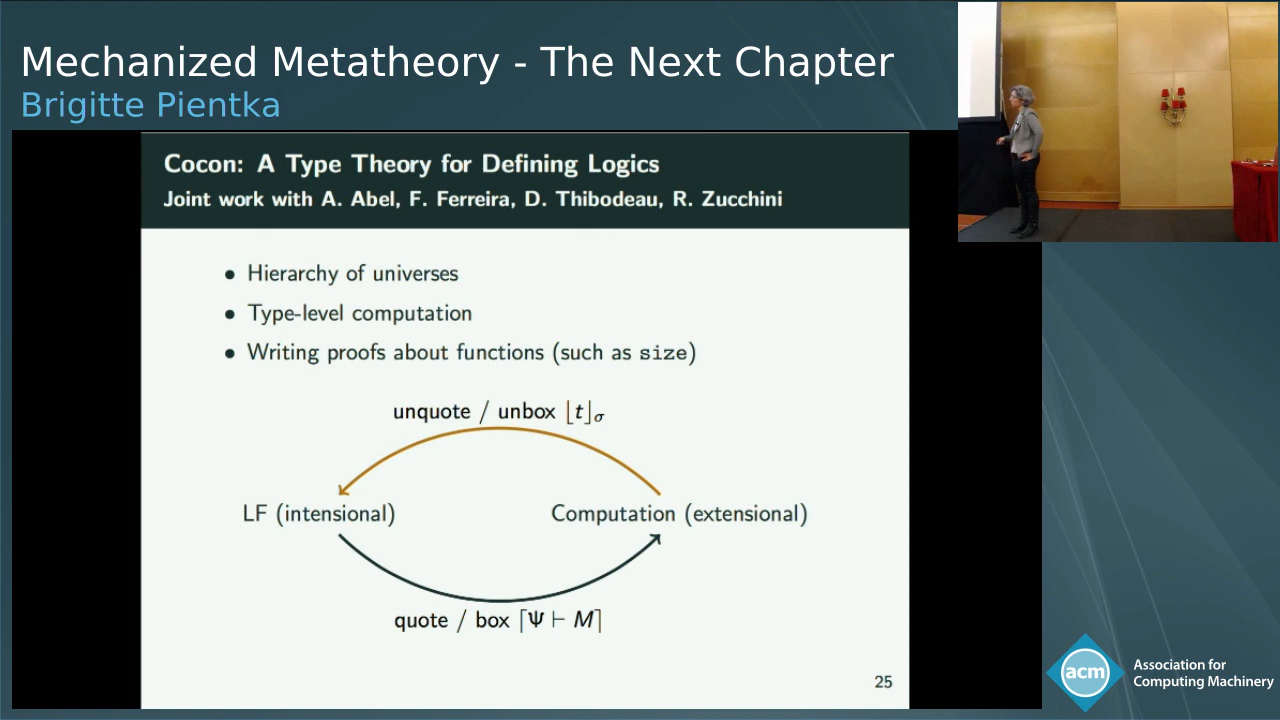 Mechanized Metatheory - The Next Chapter
Brigitte Pientka
Cocon: A Type Theory for Defining Logics
Joint work with A. Abel, F. Ferreira, D. Thibodeau, R. Zucchini
• Hierarchy of universes
• Type-level computation
• Writing proofs about functions (such as size)
unquote / unbox ⌊t⌋σ
LF (intensional)
Computation (extensional)
quote / box ⌈Ψ ⊢ M⌉
25
acm
Association for
Computing Machinery